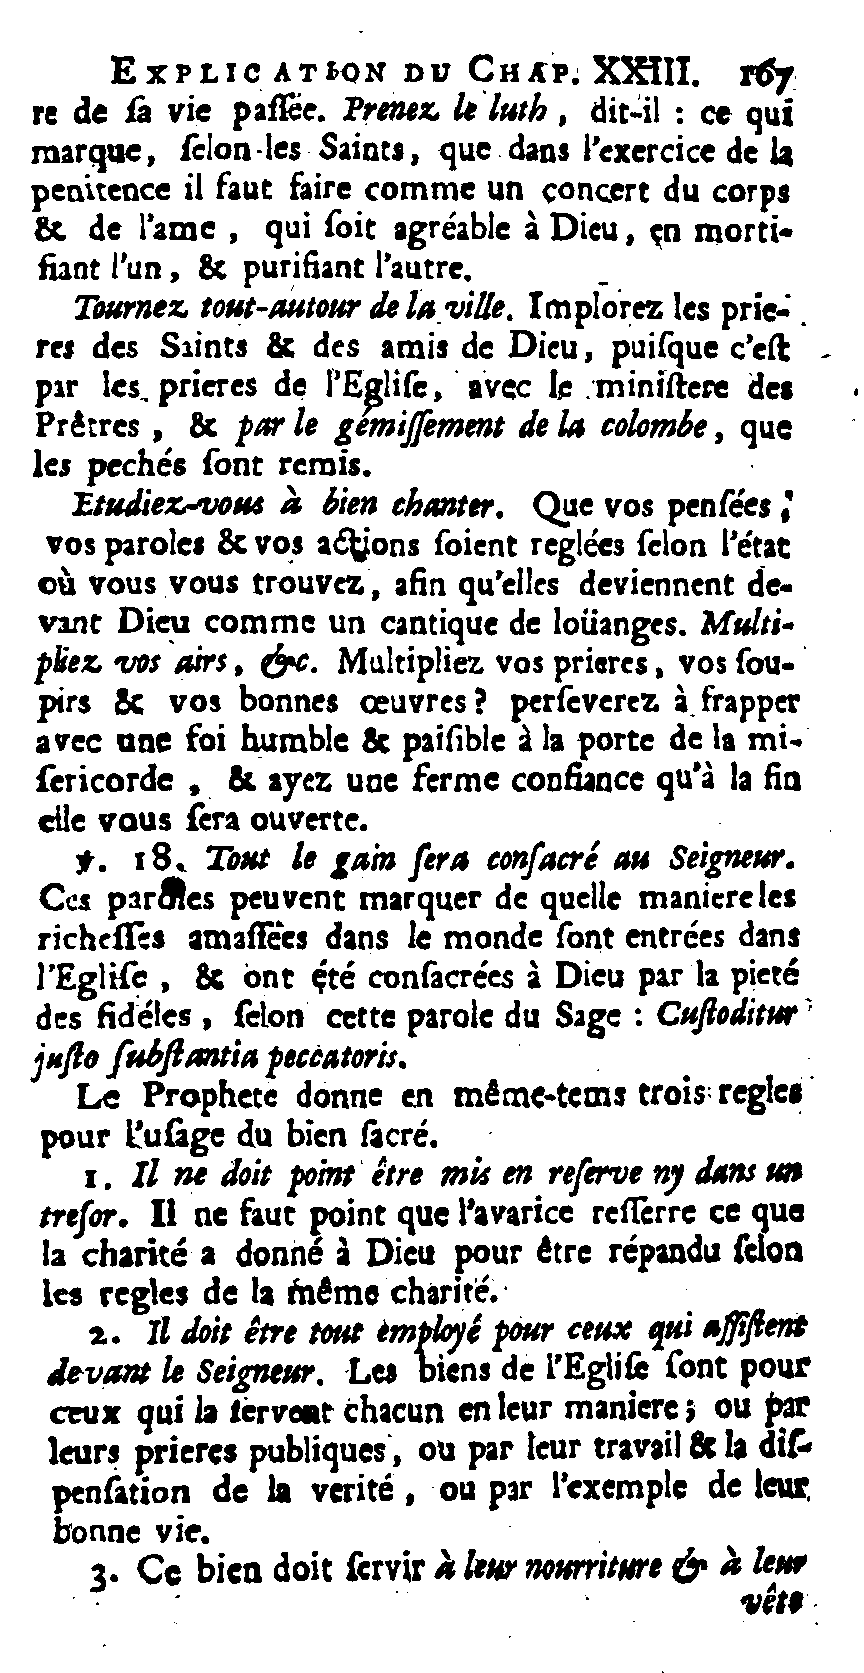 EXPLICATION DU CHAP. XXIII. 167
re de ſa vie paſſée. Prenez le luth, dit-il : ce qui
marque, ſelon les Saints, que dans l'exercice de la
penitence il faut faire comme un concert du corps
& de l'ame, qui ſoit agréable à Dieu, en morti-
fiant l'un, & purifiant l'autre.
Tournez tout-autour de la ville. Implorez les prie-
res des Saints & des amis de Dieu, puiſque c'eſt
par les prieres de l'Egliſe, avec le miniſtere des
Prêtres, & par le gémiſſement de la colombe, que
les pechés ſont remis.
Etudiez-vous à bien chanter. Que vos penſées,
vos paroles & vos actions ſoient reglées ſelon l'état
où vous vous trouvez, afin qu'elles deviennent de-
vant Dieu comme un cantique de loüanges. Multi-
pliez vos airs, &c. Multipliez vos prieres, vos ſou-
pirs & vos bonnes œuvres ? perſeverez à frapper
avec une foi humble & paiſible à la porte de la mi-
ſericorde, & ayez une ferme confiance qu'à la fin
elle vous ſera ouverte.
℣. 18. Tout le gain ſera conſacré au Seigneur.
Ces paroles peuvent marquer de quelle maniere les
richeſſes amaſſées dans le monde ſont entrées dans
l'Egliſe, & ont été conſacrées à Dieu par la pieté
des fidéles, ſelon cette parole du Sage : Cuſtoditur
juſto ſubſtantia peccatoris.
Le Prophete donne en même-tems trois regles
pour l'uſage du bien ſacré.
1. Il ne doit point être mis en reſerve ny dans un
treſor. Il ne faut point que l'avarice reſſerre ce que
la charité a donné à Dieu pour être répandu ſelon
les regles de la même charité.
2. Il doit être tout employé pour ceux qui aſſiſtent
devant le Seigneur. Les biens de l'Egliſe ſont pour
ceux qui la ſervent chacun en leur maniere ; ou par
leurs prieres publiques, ou par leur travail & la diſ-
penſation de la verité, ou par l'exemple de leur
bonne vie.
3. Ce bien doit ſervir à leur nourriture & à leur
vête